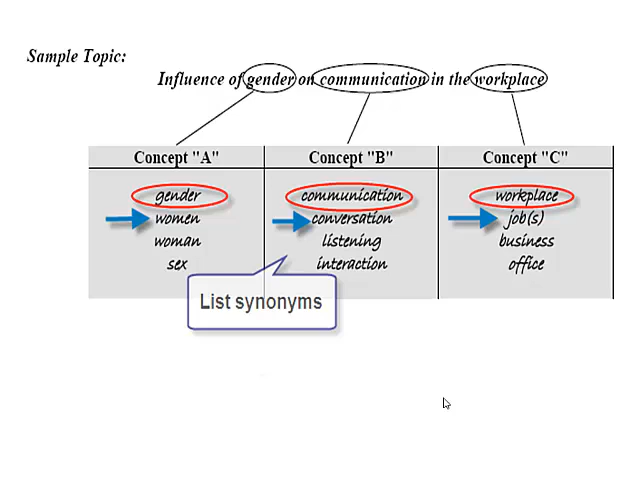 Sample Topic:
Influence of gender on communication in the workplace
Concept "A" Concept "B" Concept "C"
gender communication workplace
women conversation job(s)
woman listening business
sex interaction office
List synonyms